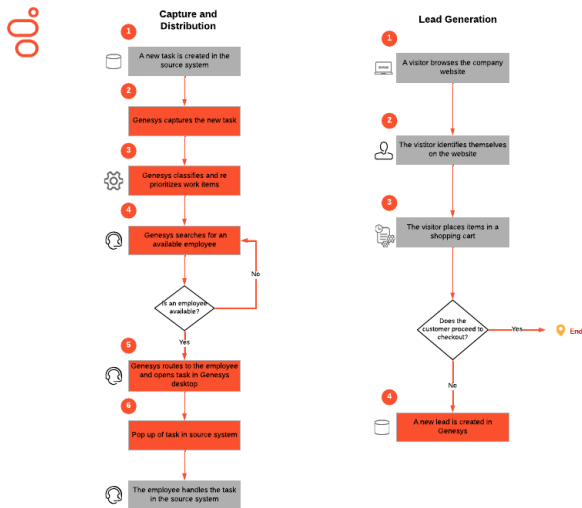 Capture and
Distribution
1
A new task is created in the
source system
2
Genesys captures the new task
3
Genesys classifies and re
prioritizes work items
4
Genesys searches for an
available employee
No
Is an employee
available?
Yes
5
Genesys routes to the employee
and opens task in Genesys
desktop
6
Pop up of task in source system
The employee handles the task
in the source system
Lead Generation
1
A visitor browses the company
website
2
The vistitor identifies themselves
on the website
3
The visitor places items in a
shopping cart
Does the
customer proceed to
checkout?
Yes
End
No
4
A new lead is created in
Genesys